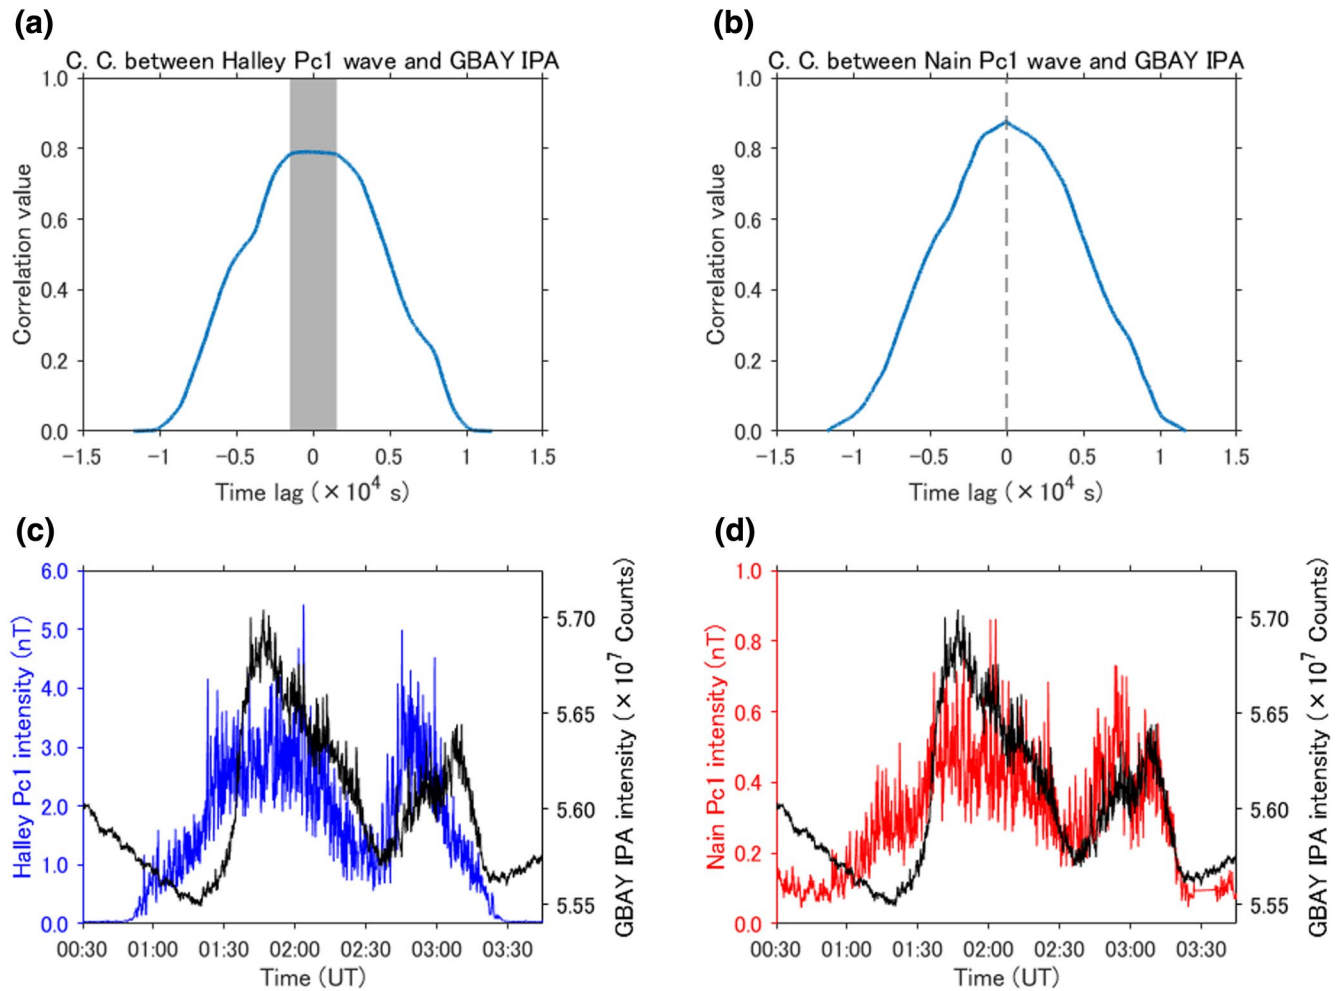 (a)
C. C. between Halley Pc1 wave and GBAY IPA
1.0
0.8
0.6
0.4
0.2
0.0
Correlation value
−1.5 −1 −0.5 0 0.5 1 1.5
Time lag (×10⁴ s)
(b)
C. C. between Nain Pc1 wave and GBAY IPA
1.0
0.8
0.6
0.4
0.2
0.0
Correlation value
−1.5 −1 −0.5 0 0.5 1 1.5
Time lag (×10⁴ s)
(c)
6.0
5.0
4.0
3.0
2.0
1.0
0.0
Halley Pc1 intensity (nT)
5.70
5.65
5.60
5.55
GBAY IPA intensity (×10⁷ Counts)
00:30 01:00 01:30 02:00 02:30 03:00 03:30
Time (UT)
(d)
1.0
0.8
0.6
0.4
0.2
0.0
Nain Pc1 intensity (nT)
5.70
5.65
5.60
5.55
GBAY IPA intensity (×10⁷ Counts)
00:30 01:00 01:30 02:00 02:30 03:00 03:30
Time (UT)